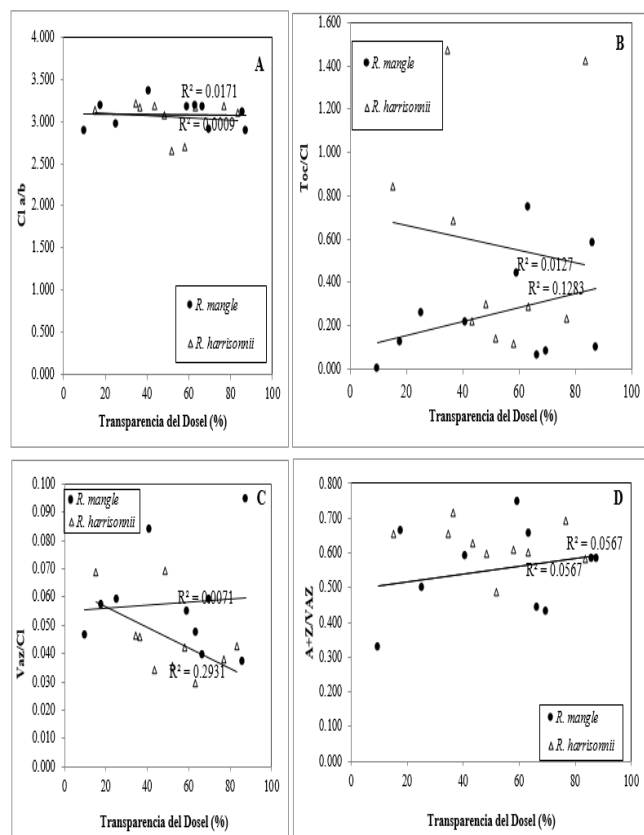 A
4.000
3.500
3.000
2.500
2.000
1.500
1.000
0.500
0.000
Cl a/b
R² = 0.0171
R² = 0.0009
R. mangle
R. harrisonnii
0 20 40 60 80 100
Transparencia del Dosel (%)
B
1.600
1.400
1.200
1.000
0.800
0.600
0.400
0.200
0.000
Toc/Cl
R. mangle
R. harrisonnii
R² = 0.0127
R² = 0.1283
0 20 40 60 80 100
Transparencia del Dosel (%)
C
0.100
0.090
0.080
0.070
0.060
0.050
0.040
0.030
0.020
0.010
0.000
Vaz/Cl
R. mangle
R. harrisonnii
R² = 0.0071
R² = 0.2931
0 20 40 60 80 100
Transparencia del Dosel (%)
D
0.800
0.700
0.600
0.500
0.400
0.300
0.200
0.100
0.000
A+Z/VAZ
R² = 0.0567
R² = 0.0567
R. mangle
R. harrisonnii
0 20 40 60 80 100
Transparencia del Dosel (%)